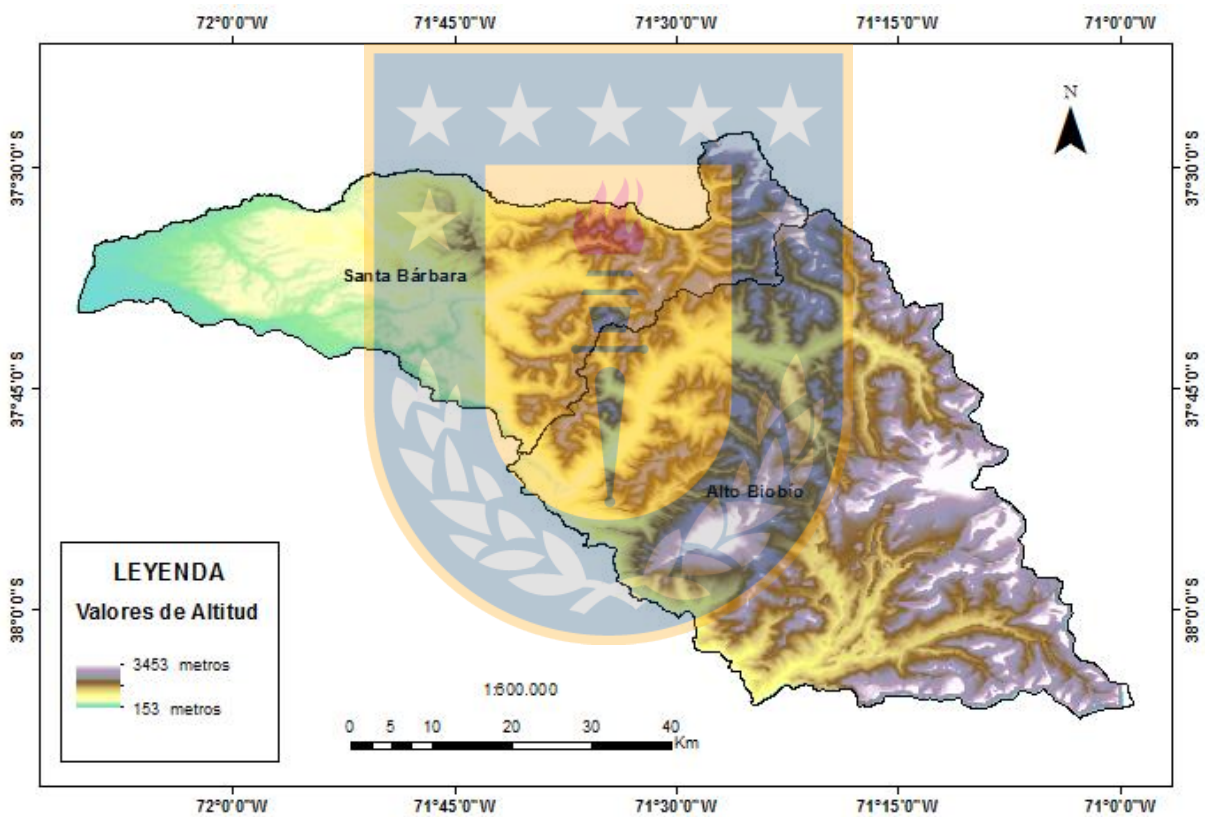 72°0'0"W 71°45'0"W 71°30'0"W 71°15'0"W 71°0'0"W
N
37°30'0"S 37°30'0"S
Santa Bárbara
37°45'0"S 37°45'0"S
Alto Biobío
38°0'0"S 38°0'0"S
LEYENDA
Valores de Altitud
3453 metros
153 metros
1:600.000
0 5 10 20 30 40
Km
72°0'0"W 71°45'0"W 71°30'0"W 71°15'0"W 71°0'0"W